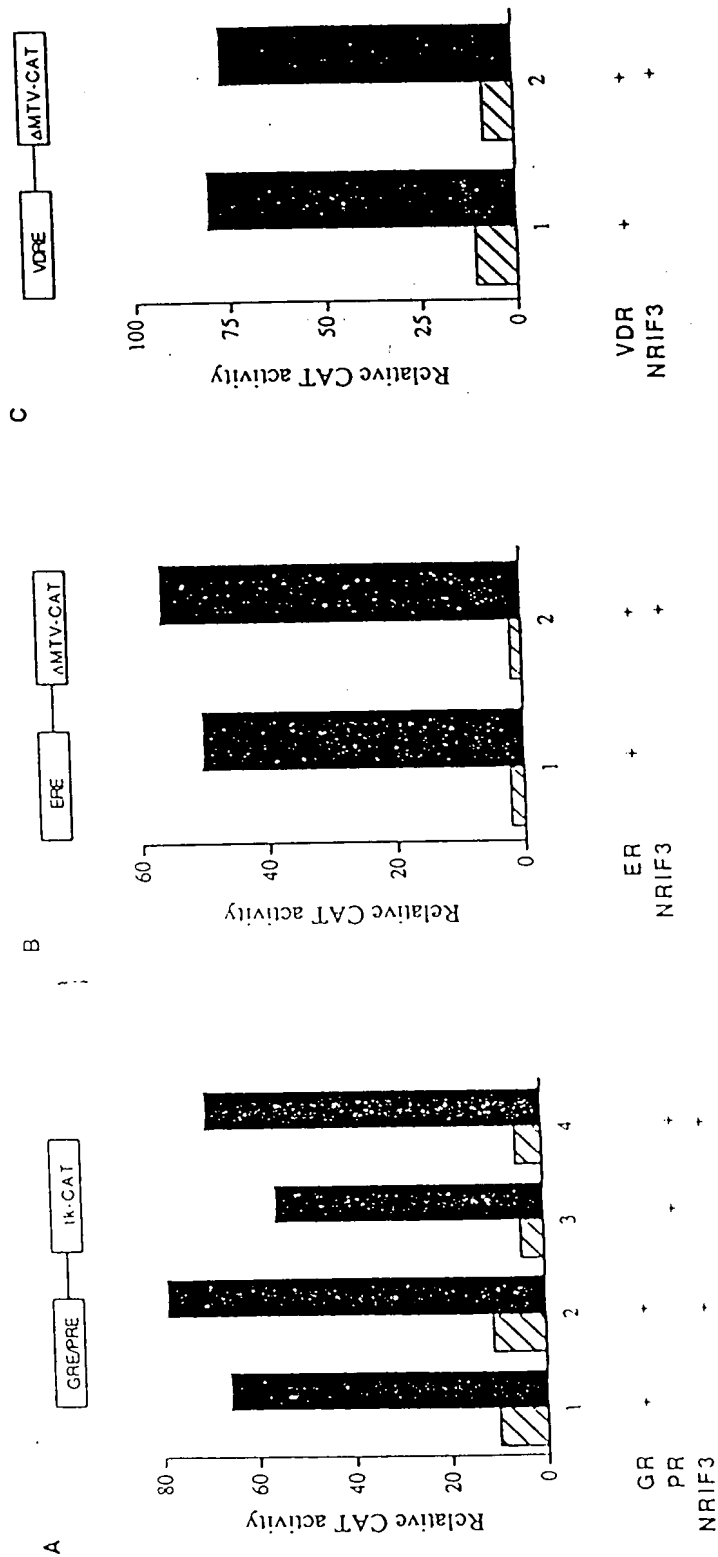 A
GRE/PRE
tk-CAT
Relative CAT activity
80
60
40
20
0
1 2 3 4
GR + +
PR + +
NRIF3 + +
B
ERE
ΔMTV-CAT
Relative CAT activity
60
40
20
0
1 2
ER + +
NRIF3 +
C
VDRE
ΔMTV-CAT
Relative CAT activity
100
75
50
25
0
1 2
VDR + +
NRIF3 +